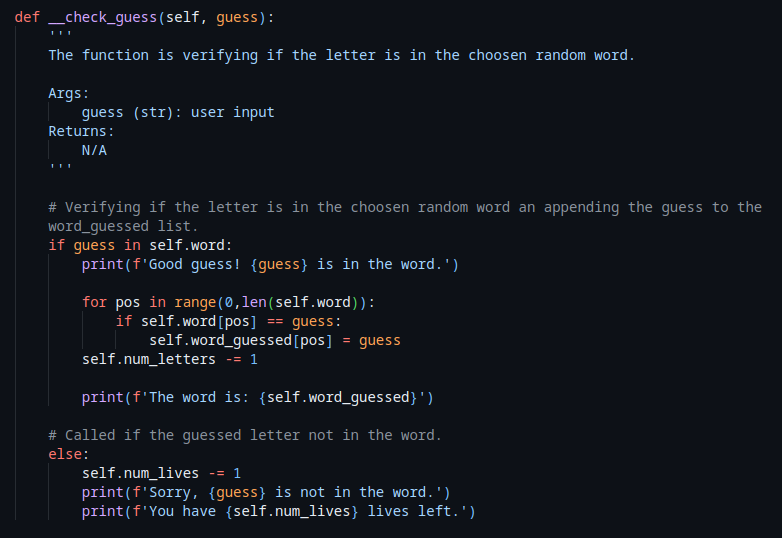 def __check_guess(self, guess):
'''
The function is verifying if the letter is in the choosen random word.
Args:
guess (str): user input
Returns:
N/A
'''
# Verifying if the letter is in the choosen random word an appending the guess to the
word_guessed list.
if guess in self.word:
print(f'Good guess! {guess} is in the word.')
for pos in range(0,len(self.word)):
if self.word[pos] == guess:
self.word_guessed[pos] = guess
self.num_letters -= 1
print(f'The word is: {self.word_guessed}')
# Called if the guessed letter not in the word.
else:
self.num_lives -= 1
print(f'Sorry, {guess} is not in the word.')
print(f'You have {self.num_lives} lives left.')